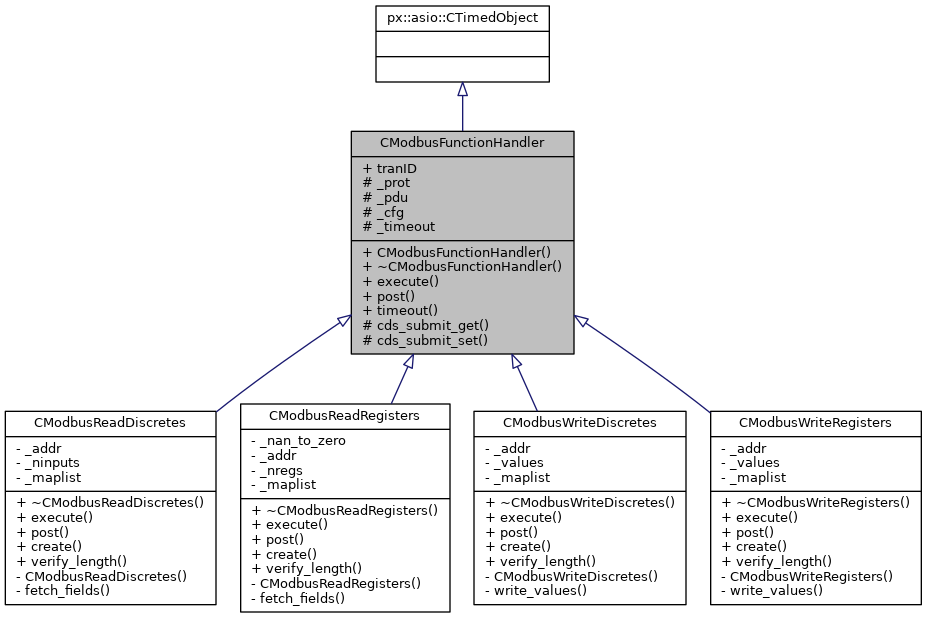 px::asio::CTimedObject
CModbusFunctionHandler
+ tranID
# _prot
# _pdu
# _cfg
# _timeout
+ CModbusFunctionHandler()
+ ~CModbusFunctionHandler()
+ execute()
+ post()
+ timeout()
# cds_submit_get()
# cds_submit_set()
CModbusReadDiscretes
- _addr
- _ninputs
- _maplist
+ ~CModbusReadDiscretes()
+ execute()
+ post()
+ create()
+ verify_length()
- CModbusReadDiscretes()
- fetch_fields()
CModbusReadRegisters
- _nan_to_zero
- _addr
- _nregs
- _maplist
+ ~CModbusReadRegisters()
+ execute()
+ post()
+ create()
+ verify_length()
- CModbusReadRegisters()
- fetch_fields()
CModbusWriteDiscretes
- _addr
- _values
- _maplist
+ ~CModbusWriteDiscretes()
+ execute()
+ post()
+ create()
+ verify_length()
- CModbusWriteDiscretes()
- write_values()
CModbusWriteRegisters
- _addr
- _values
- _maplist
+ ~CModbusWriteRegisters()
+ execute()
+ post()
+ create()
+ verify_length()
- CModbusWriteRegisters()
- write_values()